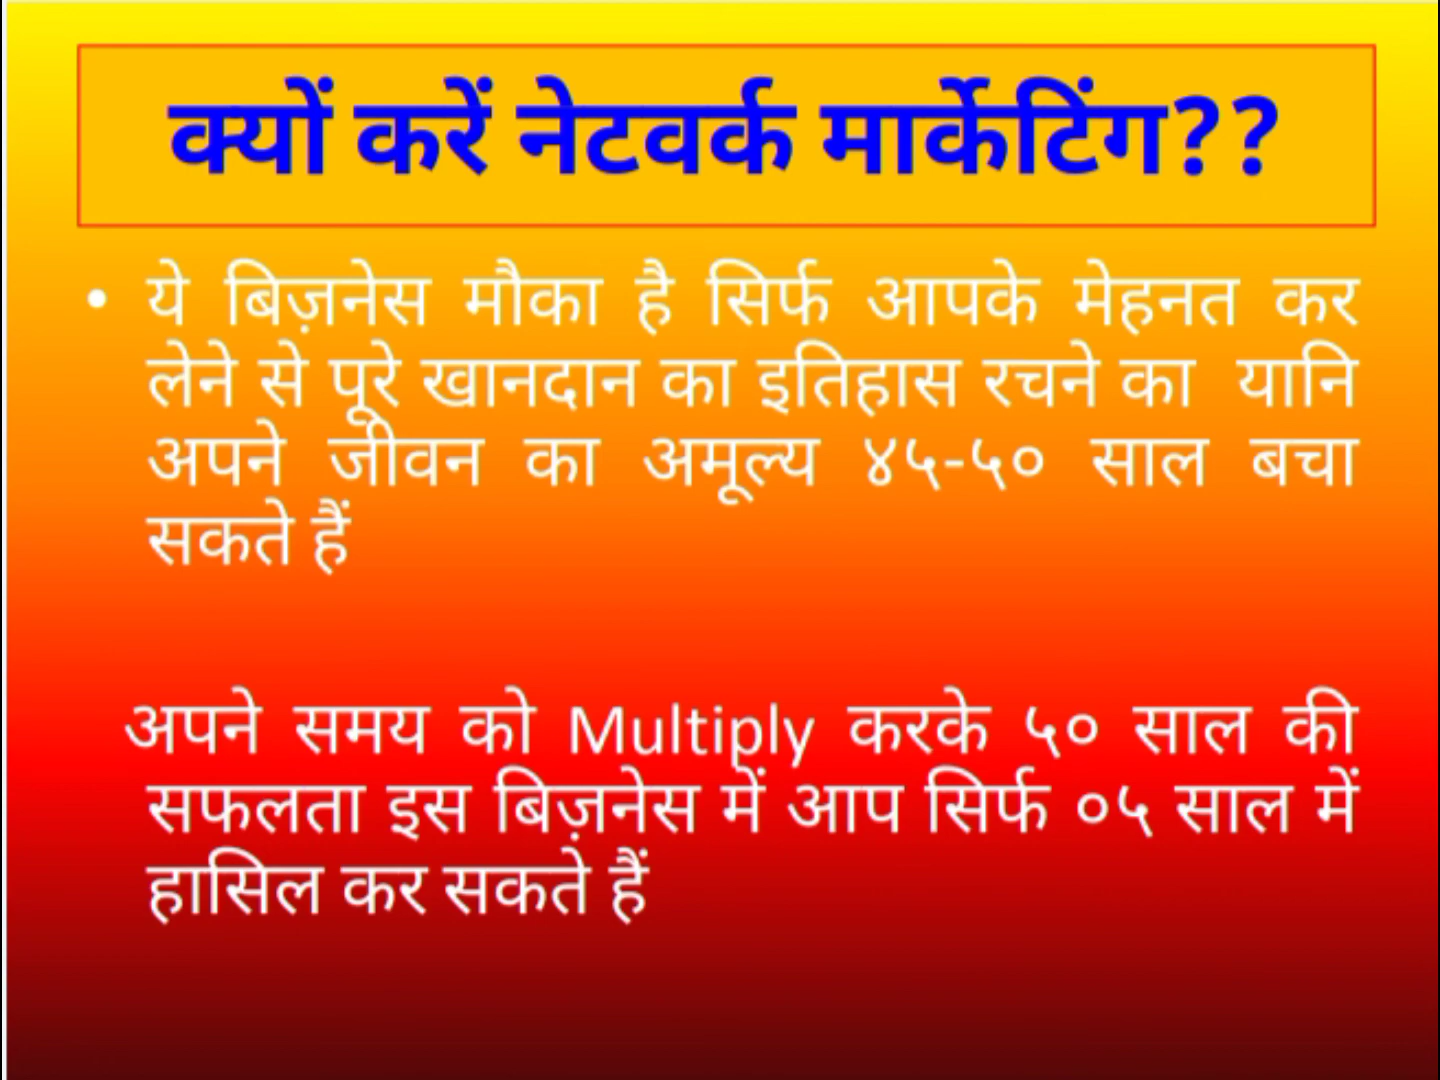 क्यों करें नेटवर्क मार्केटिंग??
• ये बिज़नेस मौका है सिर्फ आपके मेहनत कर
लेने से पूरे खानदान का इतिहास रचने का यानि
अपने जीवन का अमूल्य ४५-५० साल बचा
सकते हैं
अपने समय को Multiply करके ५० साल की
सफलता इस बिज़नेस में आप सिर्फ ०५ साल में
हासिल कर सकते हैं